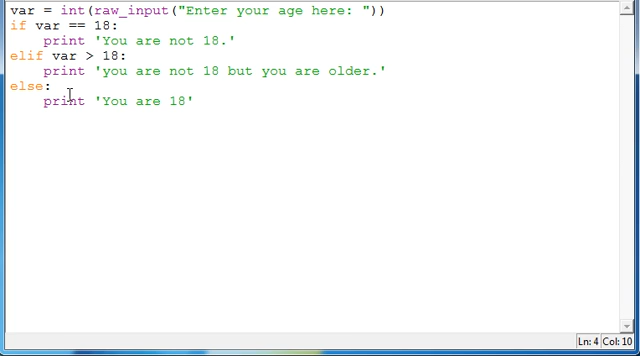 var = int(raw_input("Enter your age here: "))
if var == 18:
    print 'You are not 18.'
elif var > 18:
    print 'you are not 18 but you are older.'
else:
    print 'You are 18'
Ln: 4 Col: 10